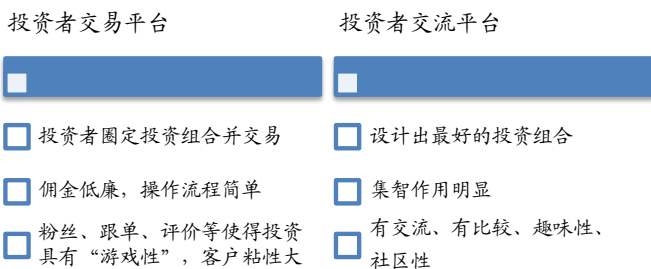 投资者交易平台
投资者圈定投资组合并交易
佣金低廉，操作流程简单
粉丝、跟单、评价等使得投资
具有“游戏性”，客户粘性大
投资者交流平台
设计出最好的投资组合
集智作用明显
有交流、有比较、趣味性、
社区性